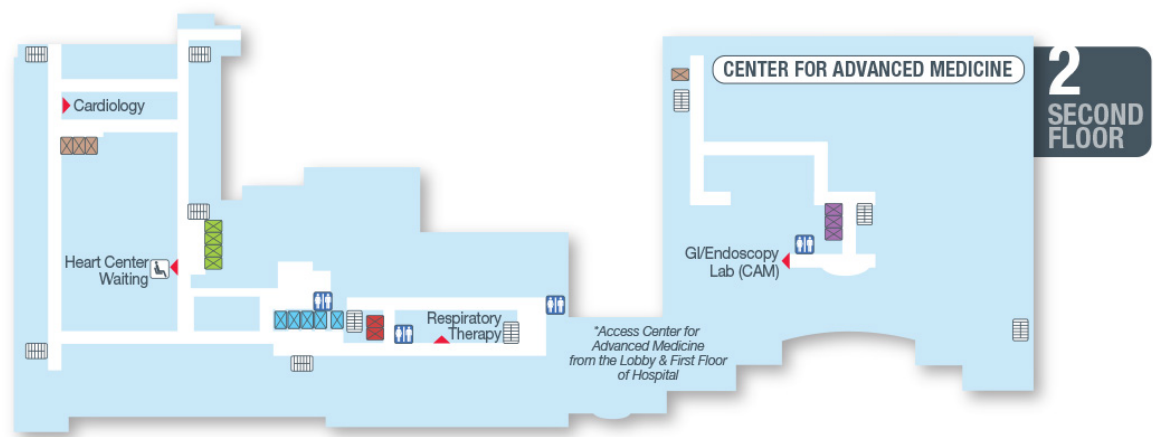 CENTER FOR ADVANCED MEDICINE
2
SECOND
FLOOR
Cardiology
Heart Center
Waiting
GI/Endoscopy
Lab (CAM)
Respiratory
Therapy
*Access Center for
Advanced Medicine
from the Lobby & First Floor
of Hospital